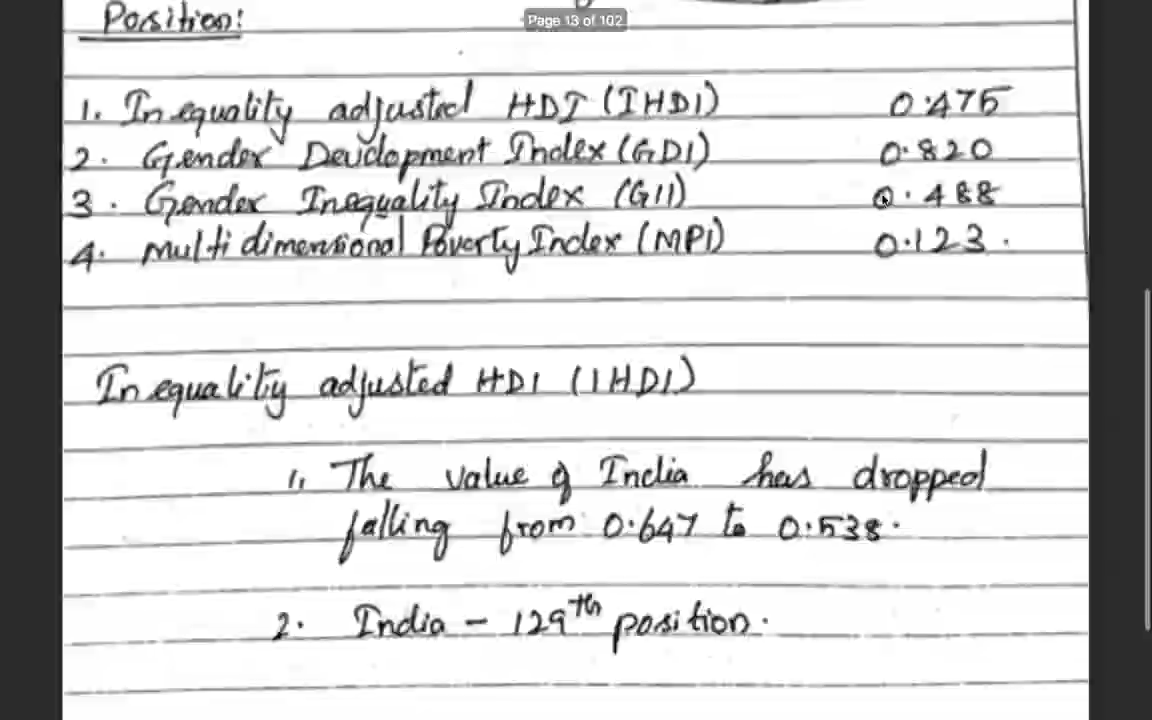 Position:
Page 13 of 102
1. Inequality adjusted HDI (IHDI) 0.475
2. Gender Development Index (GDI) 0.820
3. Gender Inequality Index (GII) 0.488
4. Multi dimensional Poverty Index (MPI) 0.123.
Inequality adjusted HDI (IHDI)
1. The value of India has dropped
falling from 0.647 to 0.538.
2. India - 129th position.